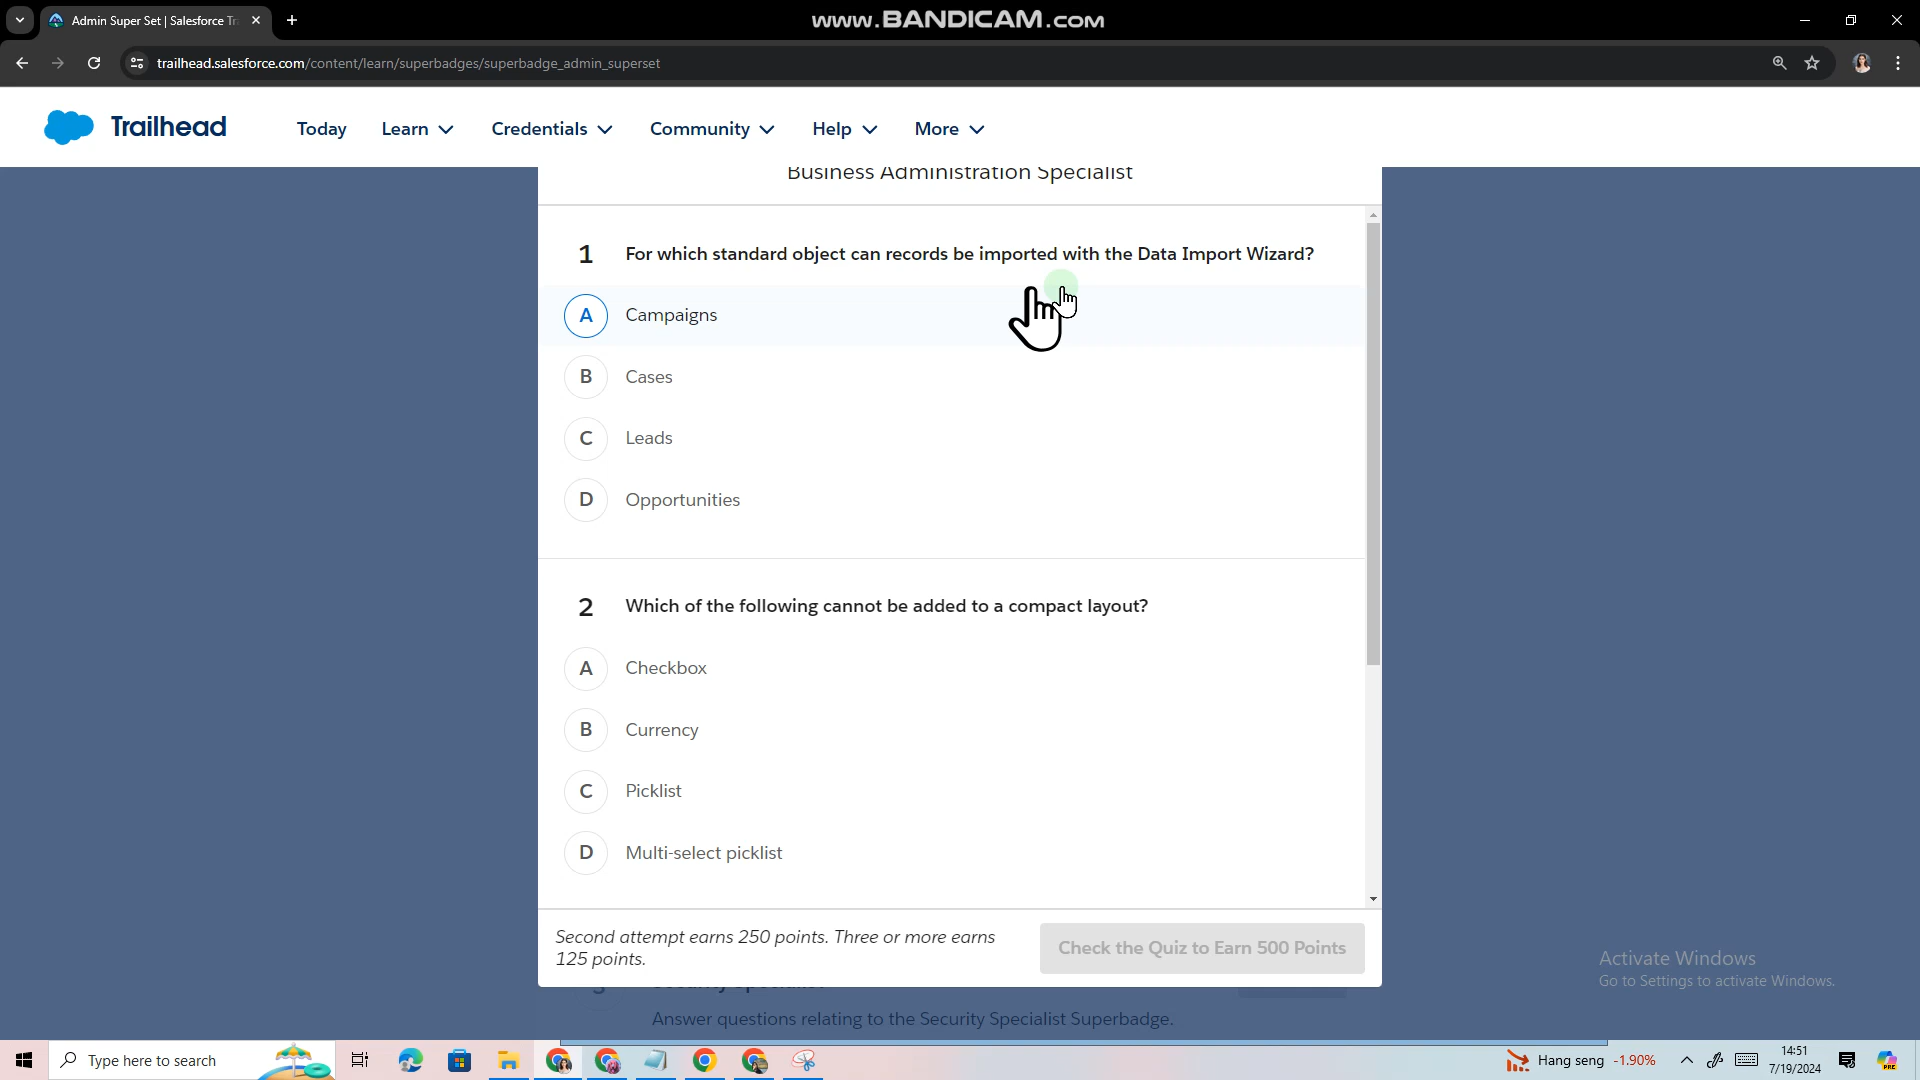 Admin Super Set | Salesforce Tr
www.BANDICAM.com
trailhead.salesforce.com/content/learn/superbadges/superbadge_admin_superset
Trailhead
Today Learn Credentials Community Help More
Business Administration Specialist
1 For which standard object can records be imported with the Data Import Wizard?
A Campaigns
B Cases
C Leads
D Opportunities
2 Which of the following cannot be added to a compact layout?
A Checkbox
B Currency
C Picklist
D Multi-select picklist
Second attempt earns 250 points. Three or more earns
125 points.
Check the Quiz to Earn 500 Points
Activate Windows
Go to Settings to activate Windows.
Answer questions relating to the Security Specialist Superbadge.
Type here to search
Hang seng -1.90%
14:51
7/19/2024
PRE